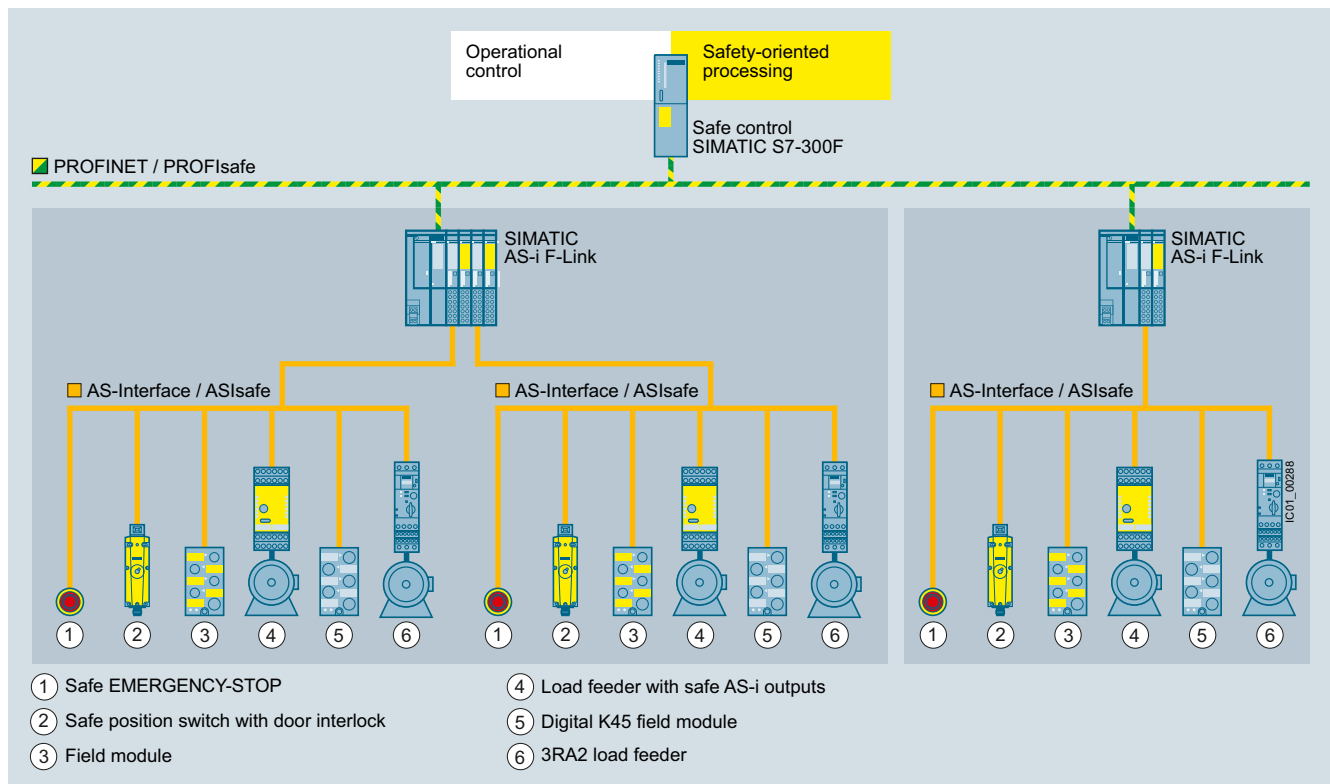 Operational
control
Safety-oriented
processing
Safe control
SIMATIC S7-300F
PROFINET / PROFIsafe
SIMATIC
AS-i F-Link
SIMATIC
AS-i F-Link
AS-Interface / ASIsafe
AS-Interface / ASIsafe
AS-Interface / ASIsafe
IC01_00288
1 2 3 4 5 6
1 2 3 4 5 6
1 2 3 4 5 6
1 Safe EMERGENCY-STOP
2 Safe position switch with door interlock
3 Field module
4 Load feeder with safe AS-i outputs
5 Digital K45 field module
6 3RA2 load feeder